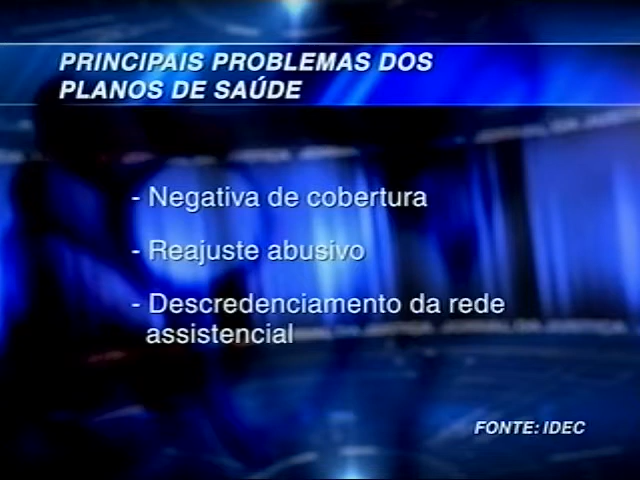 PRINCIPAIS PROBLEMAS DOS
PLANOS DE SAÚDE
- Negativa de cobertura
- Reajuste abusivo
- Descredenciamento da rede
assistencial
FONTE: IDEC